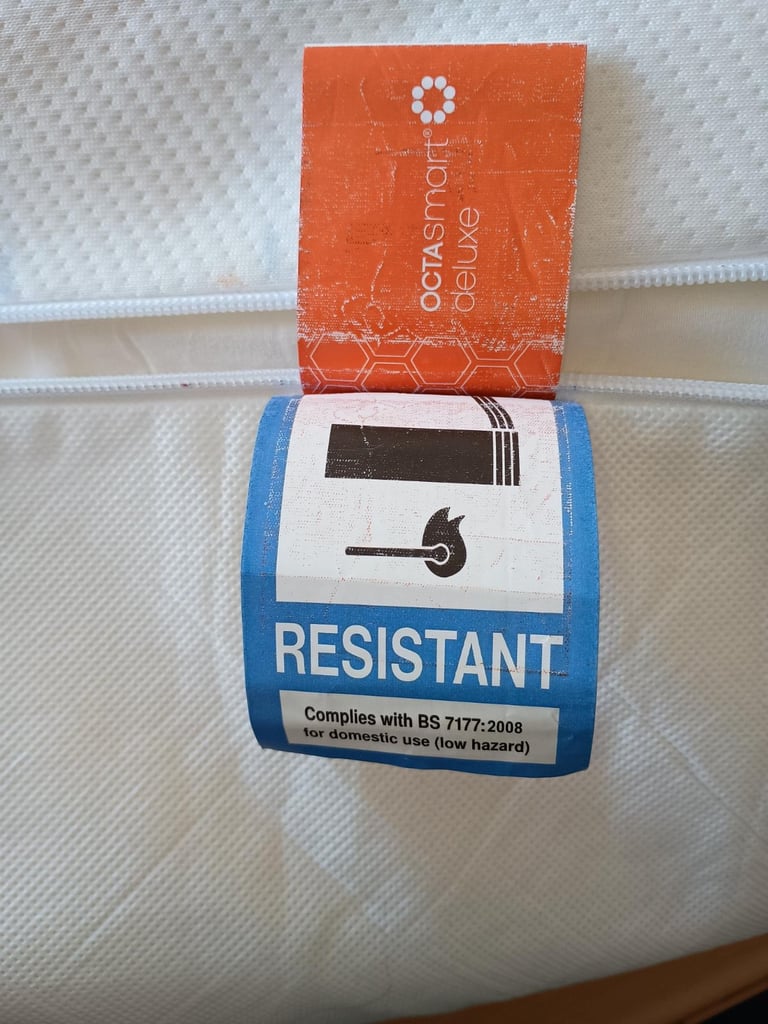 OCTAsmart®
deluxe
RESISTANT
Complies with BS 7177:2008
for domestic use (low hazard)